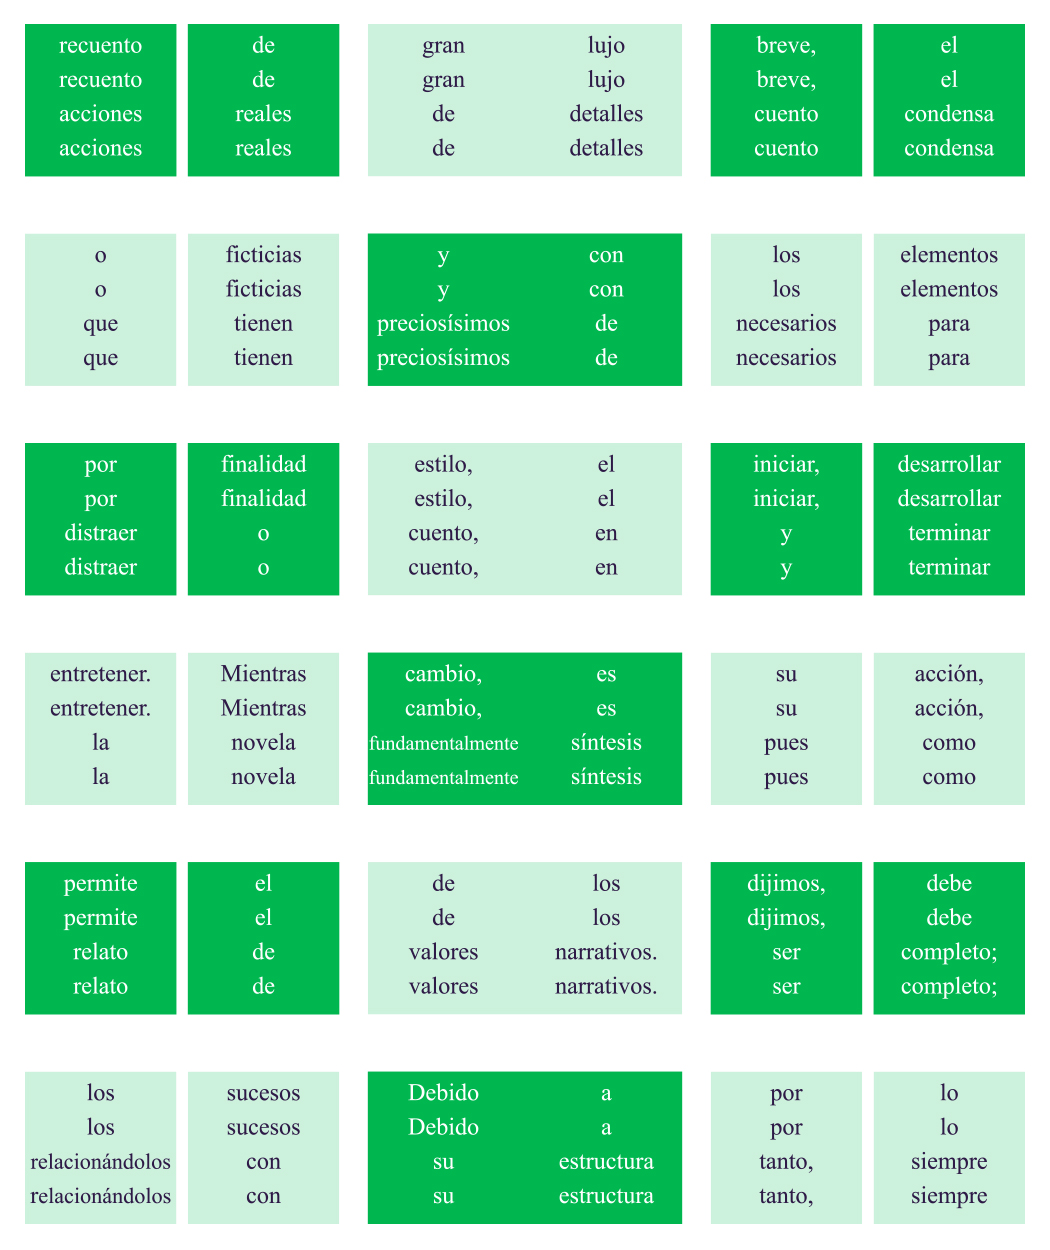 recuento de
recuento de
acciones reales
acciones reales
o ficticias
o ficticias
que tienen
que tienen
por finalidad
por finalidad
distraer o
distraer o
entretener. Mientras
entretener. Mientras
la novela
la novela
permite el
permite el
relato de
relato de
los sucesos
los sucesos
relacionándolos con
relacionándolos con
gran lujo
gran lujo
de detalles
de detalles
y con
y con
preciosísimos de
preciosísimos de
estilo, el
estilo, el
cuento, en
cuento, en
cambio, es
cambio, es
fundamentalmente síntesis
fundamentalmente síntesis
de los
de los
valores narrativos.
valores narrativos.
Debido a
Debido a
su estructura
su estructura
breve, el
breve, el
cuento condensa
cuento condensa
los elementos
los elementos
necesarios para
necesarios para
iniciar, desarrollar
iniciar, desarrollar
y terminar
y terminar
su acción,
su acción,
pues como
pues como
dijimos, debe
dijimos, debe
ser completo;
ser completo;
por lo
por lo
tanto, siempre
tanto, siempre